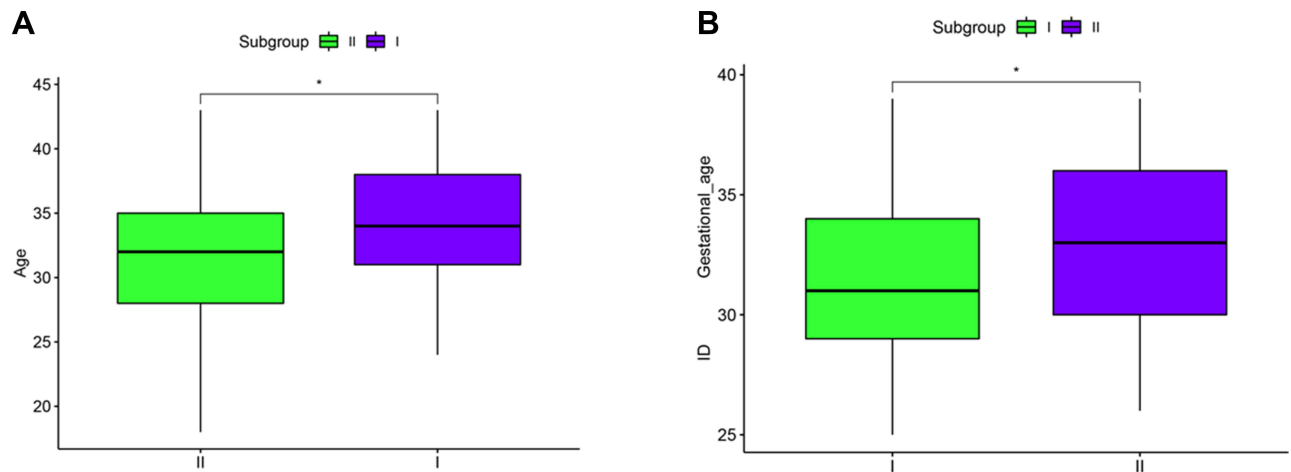 A
Subgroup II I
*
45
40
35
30
25
20
Age
II I
B
Subgroup I II
*
40
35
30
25
ID Gestational_age
I II